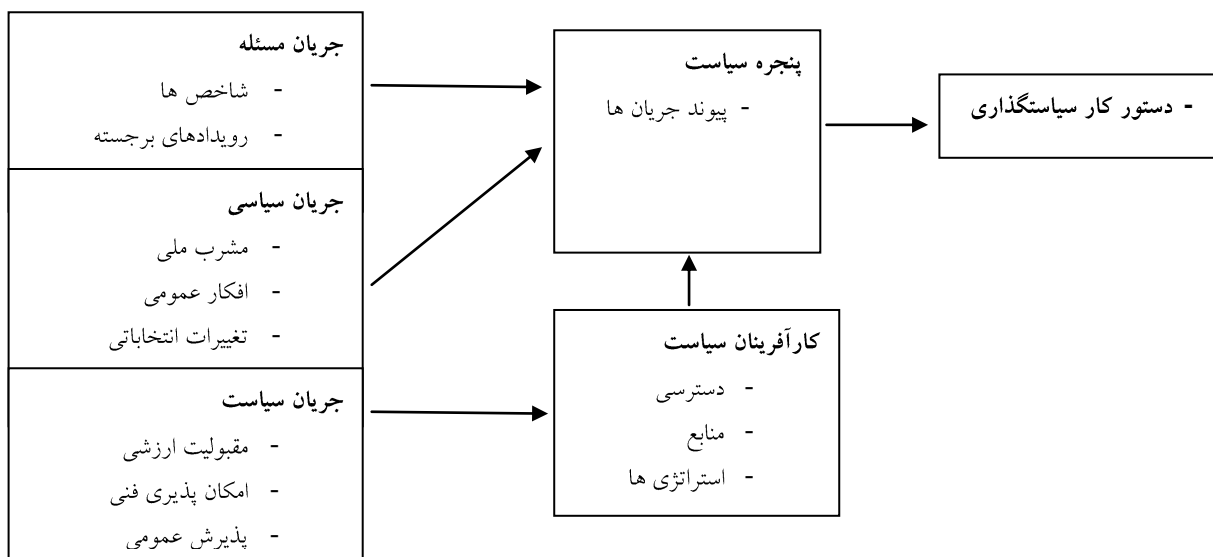 جریان مسئله
- شاخص ها
- رویدادهای برجسته
جریان سیاسی
- مشرب ملی
- افکار عمومی
- تغییرات انتخاباتی
جریان سیاست
- مقبولیت ارزشی
- امکان پذیری فنی
- پذیرش عمومی
پنجره سیاست
- پیوند جریان ها
کارآفرینان سیاست
- دسترسی
- منابع
- استراتژی ها
- دستور کار سیاستگذاری